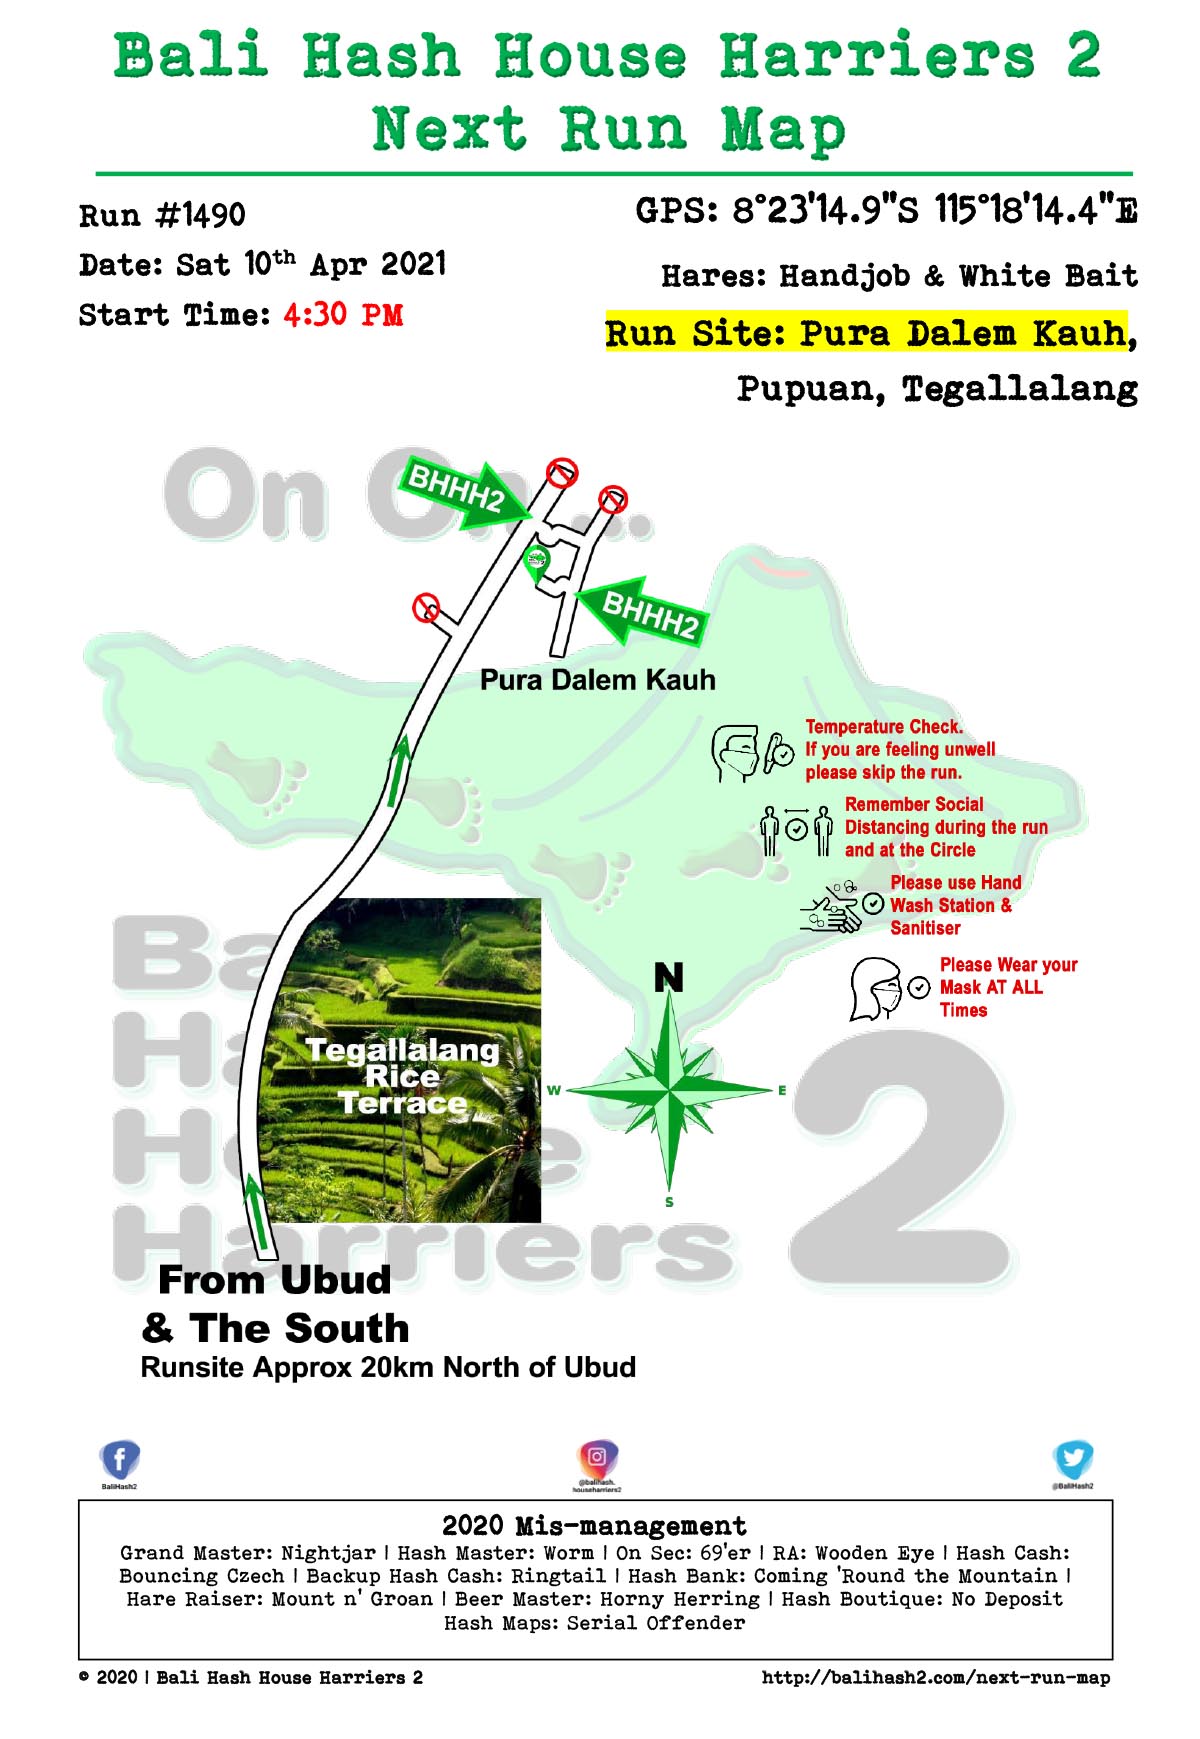 Bali Hash House Harriers 2
Next Run Map
Run #1490
Date: Sat 10th Apr 2021
Start Time: 4:30 PM
GPS: 8°23'14.9"S 115°18'14.4"E
Hares: Handjob & White Bait
Run Site: Pura Dalem Kauh,
Pupuan, Tegallalang
On On ...
BHHH2
BHHH2
Pura Dalem Kauh
Temperature Check.
If you are feeling unwell
please skip the run.
Remember Social
Distancing during the run
and at the Circle
Please use Hand
Wash Station &
Sanitiser
Please Wear your
Mask AT ALL
Times
Tegallalang
Rice
Terrace
N
W
E
S
Harriers
2
From Ubud
& The South
Runsite Approx 20km North of Ubud
BaliHash2
@balihash.
househarriers2
@BaliHash2
2020 Mis-management
Grand Master: Nightjar | Hash Master: Worm | On Sec: 69'er | RA: Wooden Eye | Hash Cash:
Bouncing Czech | Backup Hash Cash: Ringtail | Hash Bank: Coming 'Round the Mountain |
Hare Raiser: Mount n' Groan | Beer Master: Horny Herring | Hash Boutique: No Deposit
Hash Maps: Serial Offender
© 2020 | Bali Hash House Harriers 2
http://balihash2.com/next-run-map